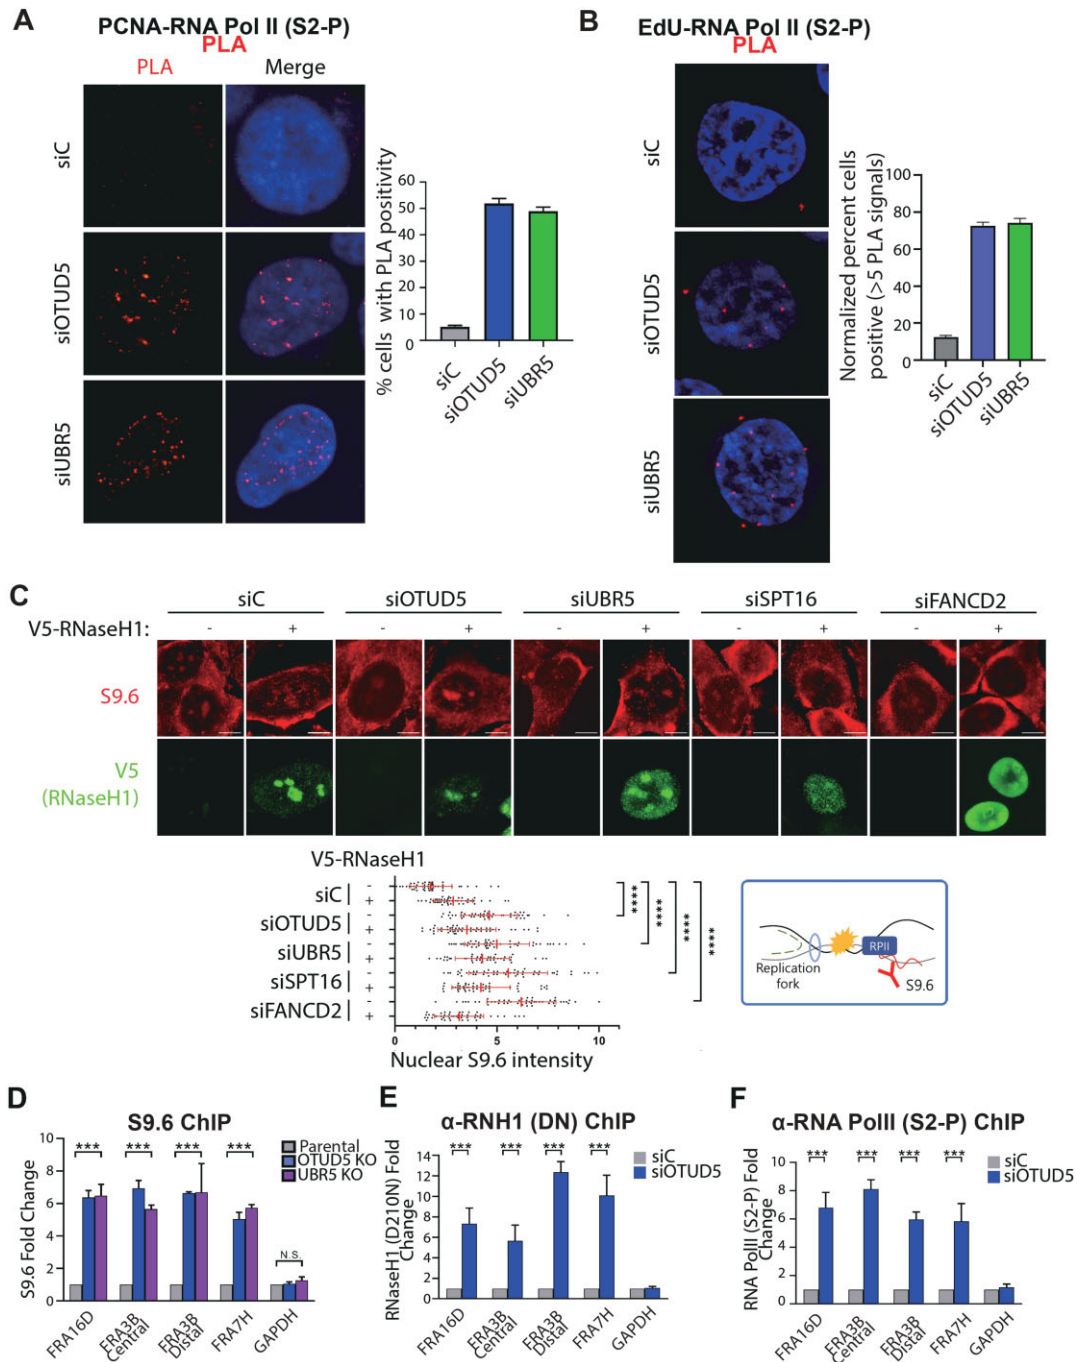 A
PCNA-RNA Pol II (S2-P)
PLA
PLA
Merge
siC
siOTUD5
siUBR5
% cells with PLA positivity
60
50
40
30
20
10
0
siC
siOTUD5
siUBR5
B
EdU-RNA Pol II (S2-P)
PLA
siC
siOTUD5
siUBR5
Normalized percent cells
positive (>5 PLA signals)
100
80
60
40
20
0
siC
siOTUD5
siUBR5
C
siC siOTUD5 siUBR5 siSPT16 siFANCD2
V5-RNaseH1: - + - + - + - + - +
S9.6
V5
(RNaseH1)
V5-RNaseH1
siC - +
siOTUD5 - +
siUBR5 - +
siSPT16 - +
siFANCD2 - +
**** **** **** ****
0 5 10
Nuclear S9.6 intensity
Replication
fork
RPII
S9.6
D
S9.6 ChIP
S9.6 Fold Change
10
8
6
4
2
0
*** *** *** ***
N.S.
Parental
OTUD5 KO
UBR5 KO
FRA16D
FRA3B
Central
FRA3B
Distal
FRA7H
GAPDH
E
α-RNH1 (DN) ChIP
RNaseH1 (D210N) Fold
Change
14
12
10
8
6
4
2
0
*** *** *** ***
siC
siOTUD5
FRA16D
FRA3B
Central
FRA3B
Distal
FRA7H
GAPDH
F
α-RNA PolII (S2-P) ChIP
RNA PolII (S2-P) Fold
Change
10
8
6
4
2
0
*** *** *** ***
siC
siOTUD5
FRA16D
FRA3B
Central
FRA3B
Distal
FRA7H
GAPDH